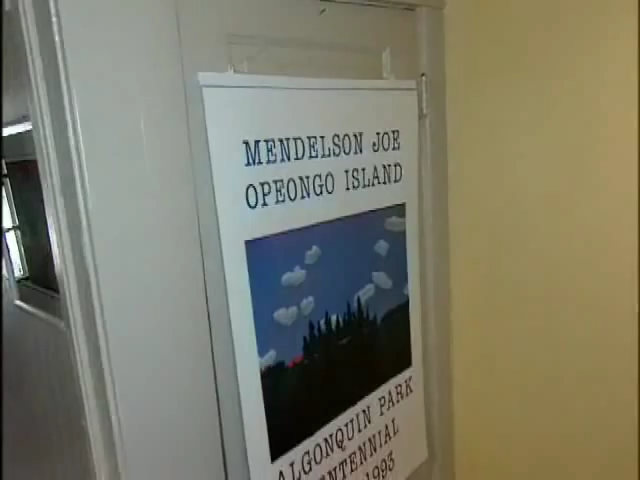 MENDELSON JOE
OPEONGO ISLAND
ALGONQUIN PARK
CENTENNIAL
1993